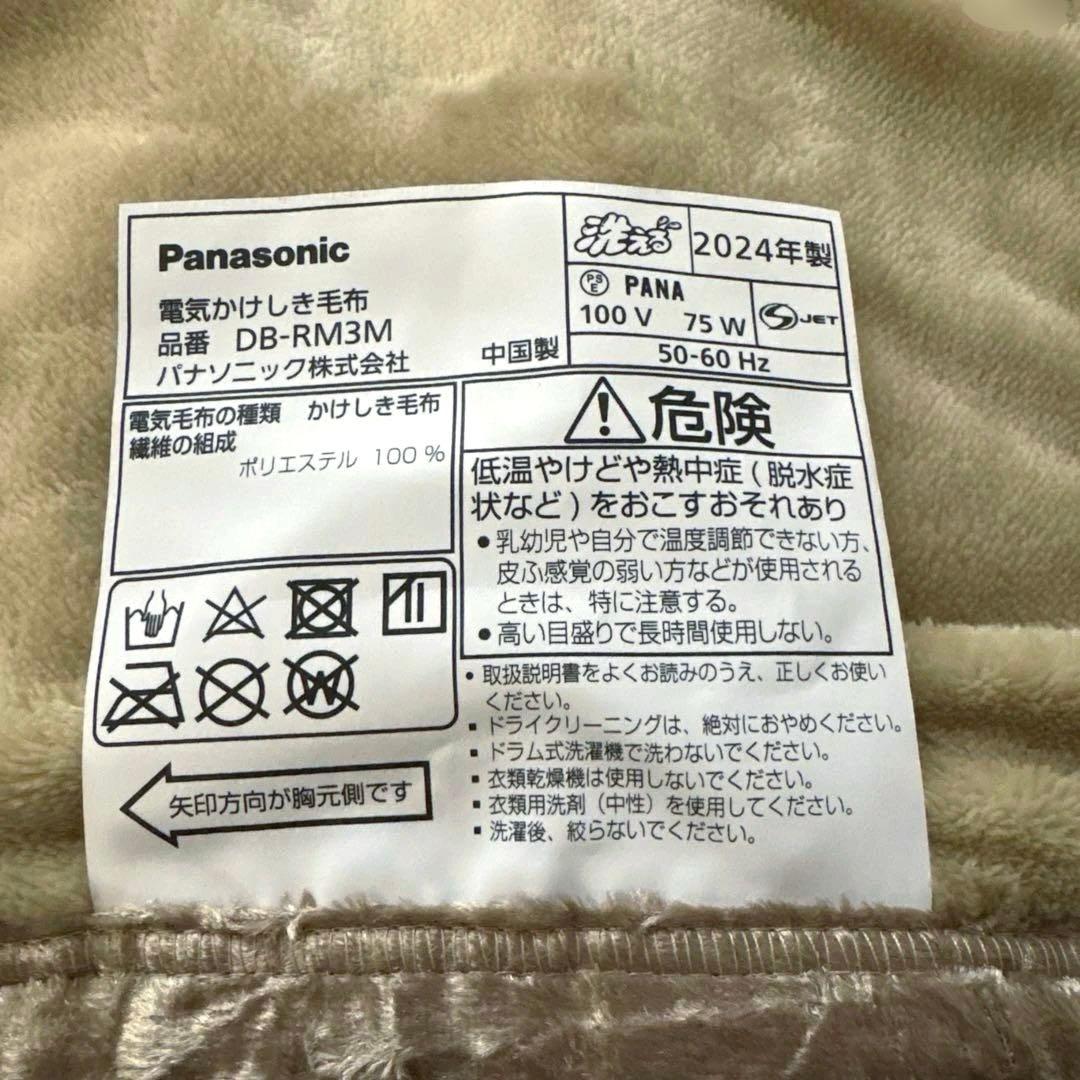 Panasonic
電気かけしき毛布
品番 DB-RM3M
パナソニック株式会社
中国製
洗える
2024年製
PSE PANA
100 V 75 W
S JET
50-60 Hz
電気毛布の種類 かけしき毛布
繊維の組成
ポリエステル 100 %
危険
低温やけどや熱中症(脱水症
状など)をおこすおそれあり
●乳幼児や自分で温度調節できない方、
皮ふ感覚の弱い方などが使用される
ときは、特に注意する。
●高い目盛りで長時間使用しない。
W
矢印方向が胸元側です
・取扱説明書をよくお読みのうえ、正しくお使い
ください。
▪ドライクリーニングは、絶対におやめください。
▪ドラム式洗濯機で洗わないでください。
▪衣類乾燥機は使用しないでください。
▪衣類用洗剤(中性)を使用してください。
▪洗濯後、絞らないでください。